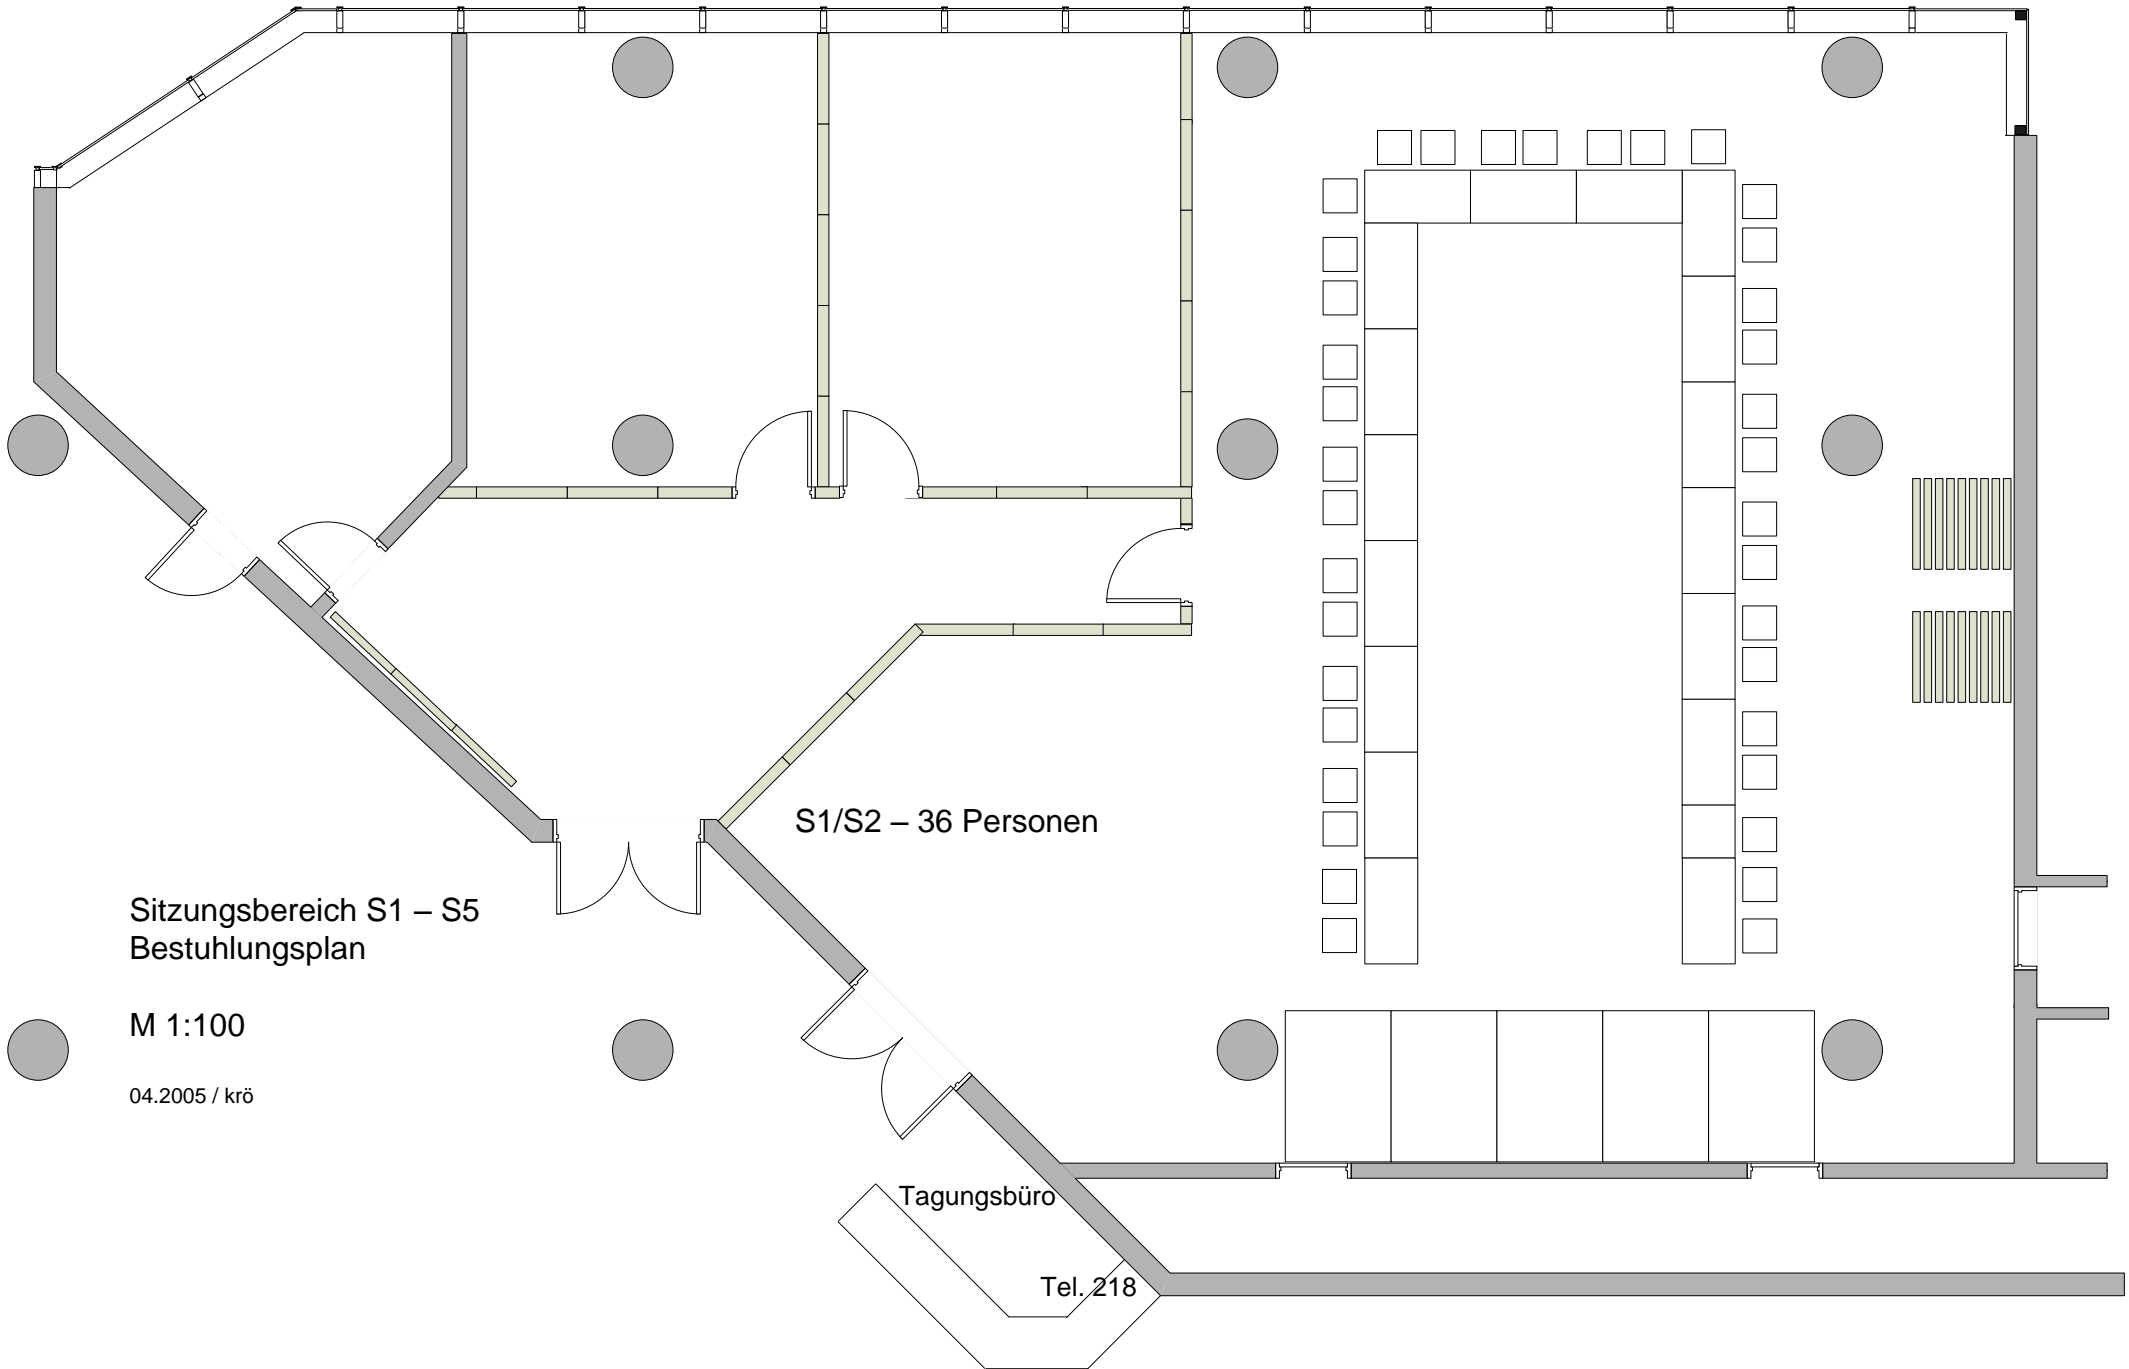 S1/S2 – 36 Personen
Sitzungsbereich S1 – S5
Bestuhlungsplan
M 1:100
04.2005 / krö
Tagungsbüro
Tel. 218